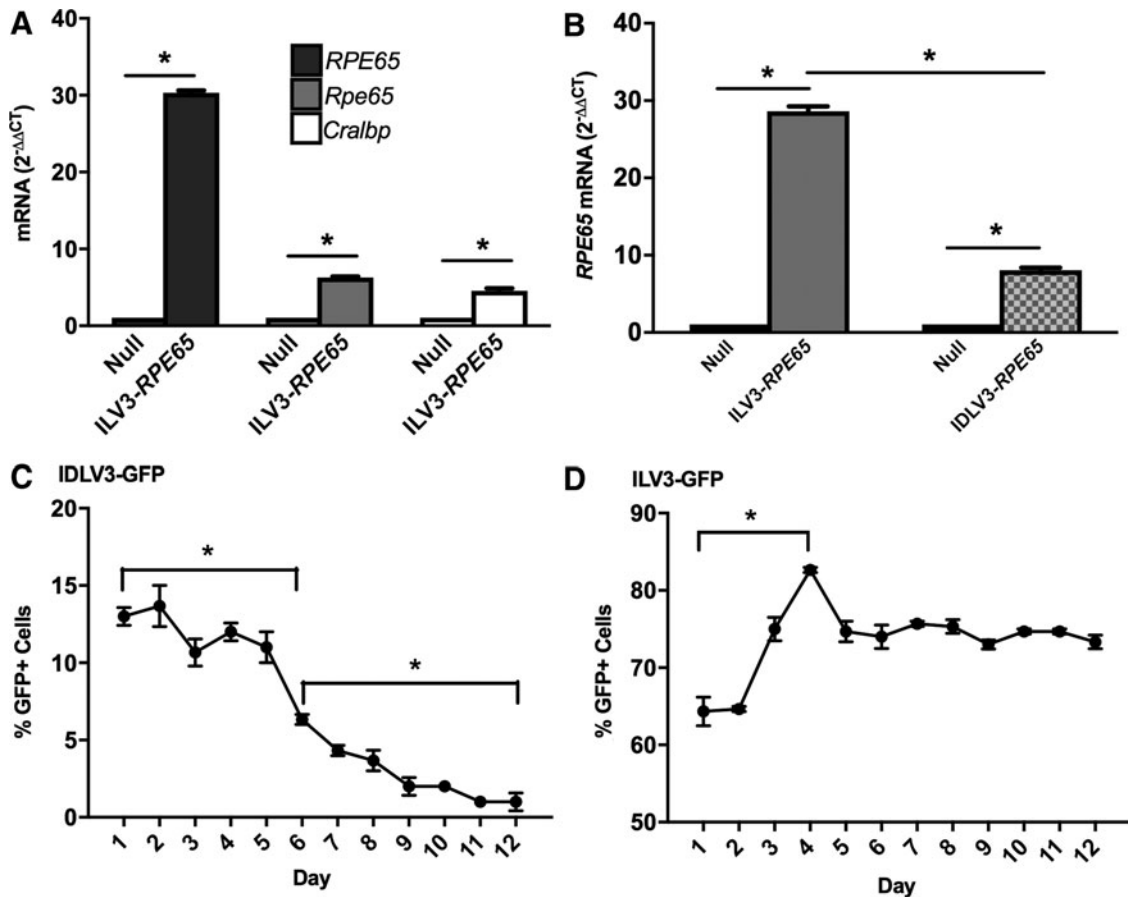 A
mRNA (2-ΔΔCT)
40
30
20
10
0
*
*
*
RPE65
Rpe65
Cralbp
Null
ILV3-RPE65
Null
ILV3-RPE65
Null
ILV3-RPE65
B
RPE65 mRNA (2-ΔΔCT)
40
30
20
10
0
*
*
*
Null
ILV3-RPE65
Null
IDLV3-RPE65
C
IDLV3-GFP
% GFP+ Cells
20
15
10
5
0
*
*
1 2 3 4 5 6 7 8 9 10 11 12
Day
D
ILV3-GFP
% GFP+ Cells
90
80
70
60
50
*
1 2 3 4 5 6 7 8 9 10 11 12
Day